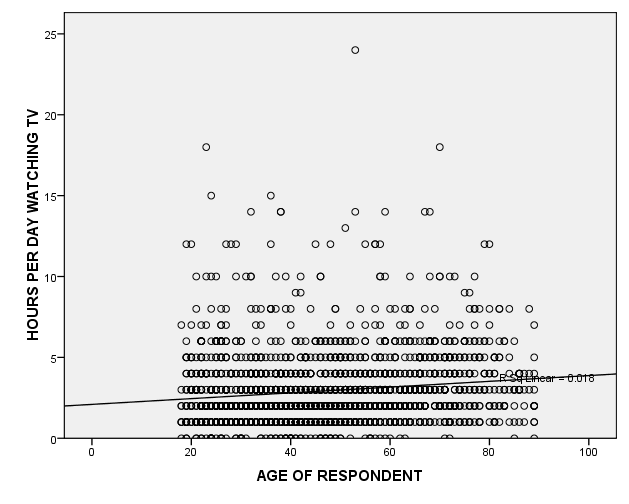 HOURS PER DAY WATCHING TV
25
20
15
10
5
0
R Sq Linear = 0.018
0 20 40 60 80 100
AGE OF RESPONDENT